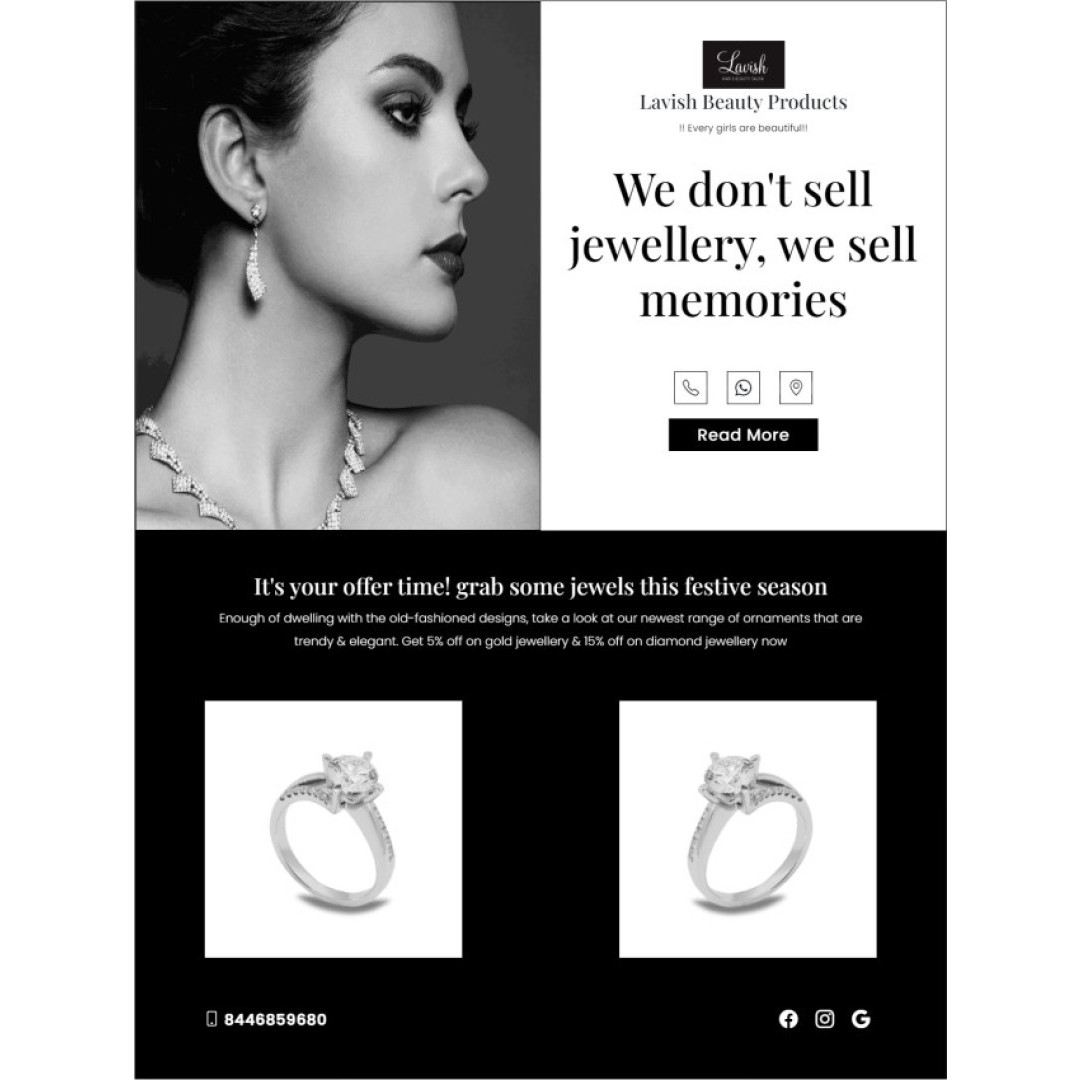 Lavish
HAIR & BEAUTY SALON
Lavish Beauty Products
!! Every girls are beautiful!!
We don't sell
jewellery, we sell
memories
Read More
It's your offer time! grab some jewels this festive season
Enough of dwelling with the old-fashioned designs, take a look at our newest range of ornaments that are
trendy & elegant. Get 5% off on gold jewellery & 15% off on diamond jewellery now
8446859680